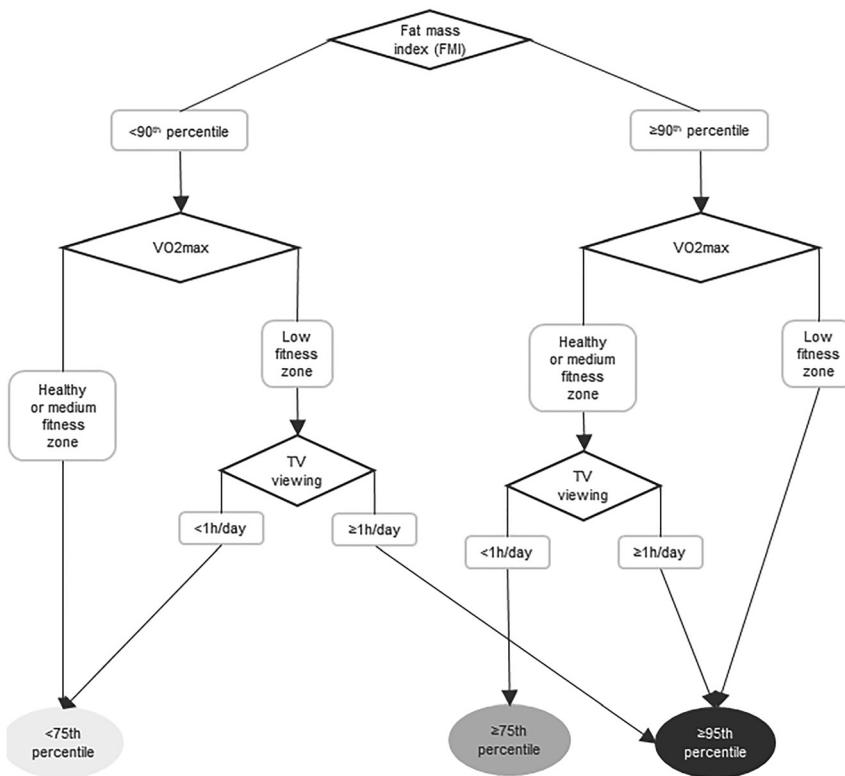 Fat mass
index (FMI)
<90th percentile
≥90th percentile
VO2max
VO2max
Healthy
or medium
fitness
zone
Low
fitness
zone
Healthy
or medium
fitness
zone
Low
fitness
zone
TV
viewing
TV
viewing
<1h/day
≥1h/day
<1h/day
≥1h/day
<75th
percentile
≥75th
percentile
≥95th
percentile